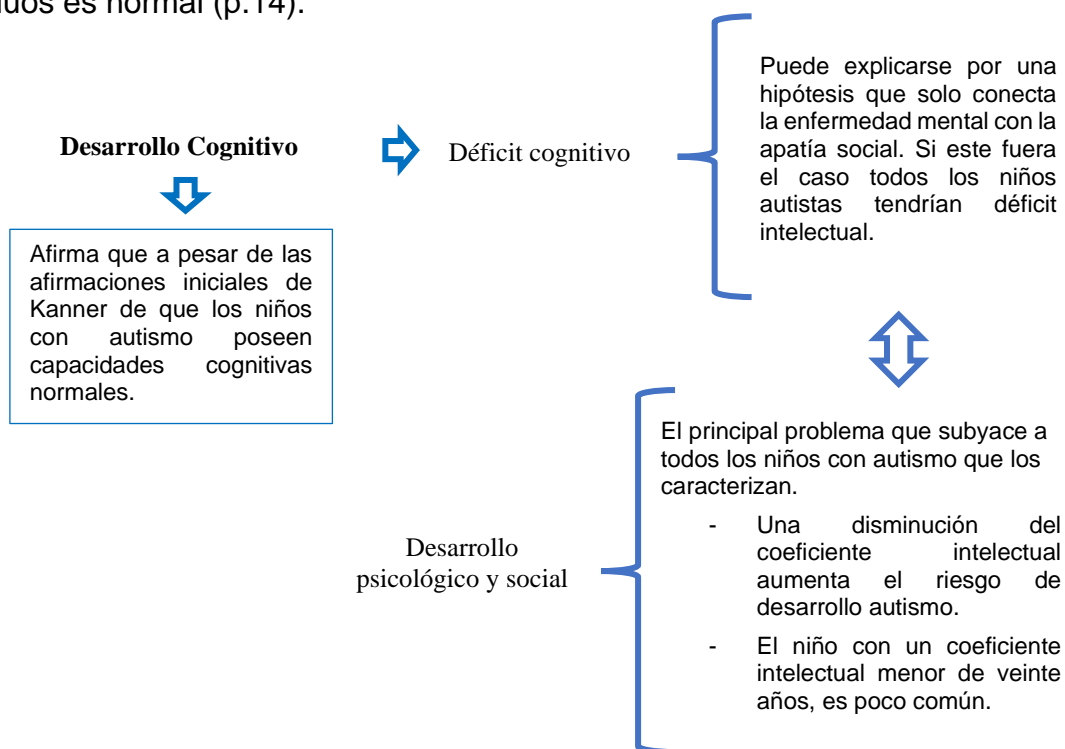 duos es normal (p.14).
Desarrollo Cognitivo
Afirma que a pesar de las
afirmaciones iniciales de
Kanner de que los niños
con autismo poseen
capacidades cognitivas
normales.
Déficit cognitivo
Puede explicarse por una
hipótesis que solo conecta
la enfermedad mental con la
apatía social. Si este fuera
el caso todos los niños
autistas tendrían déficit
intelectual.
Desarrollo
psicológico y social
El principal problema que subyace a
todos los niños con autismo que los
caracterizan.
- Una disminución del
coeficiente intelectual
aumenta el riesgo de
desarrollo autismo.
- El niño con un coeficiente
intelectual menor de veinte
años, es poco común.